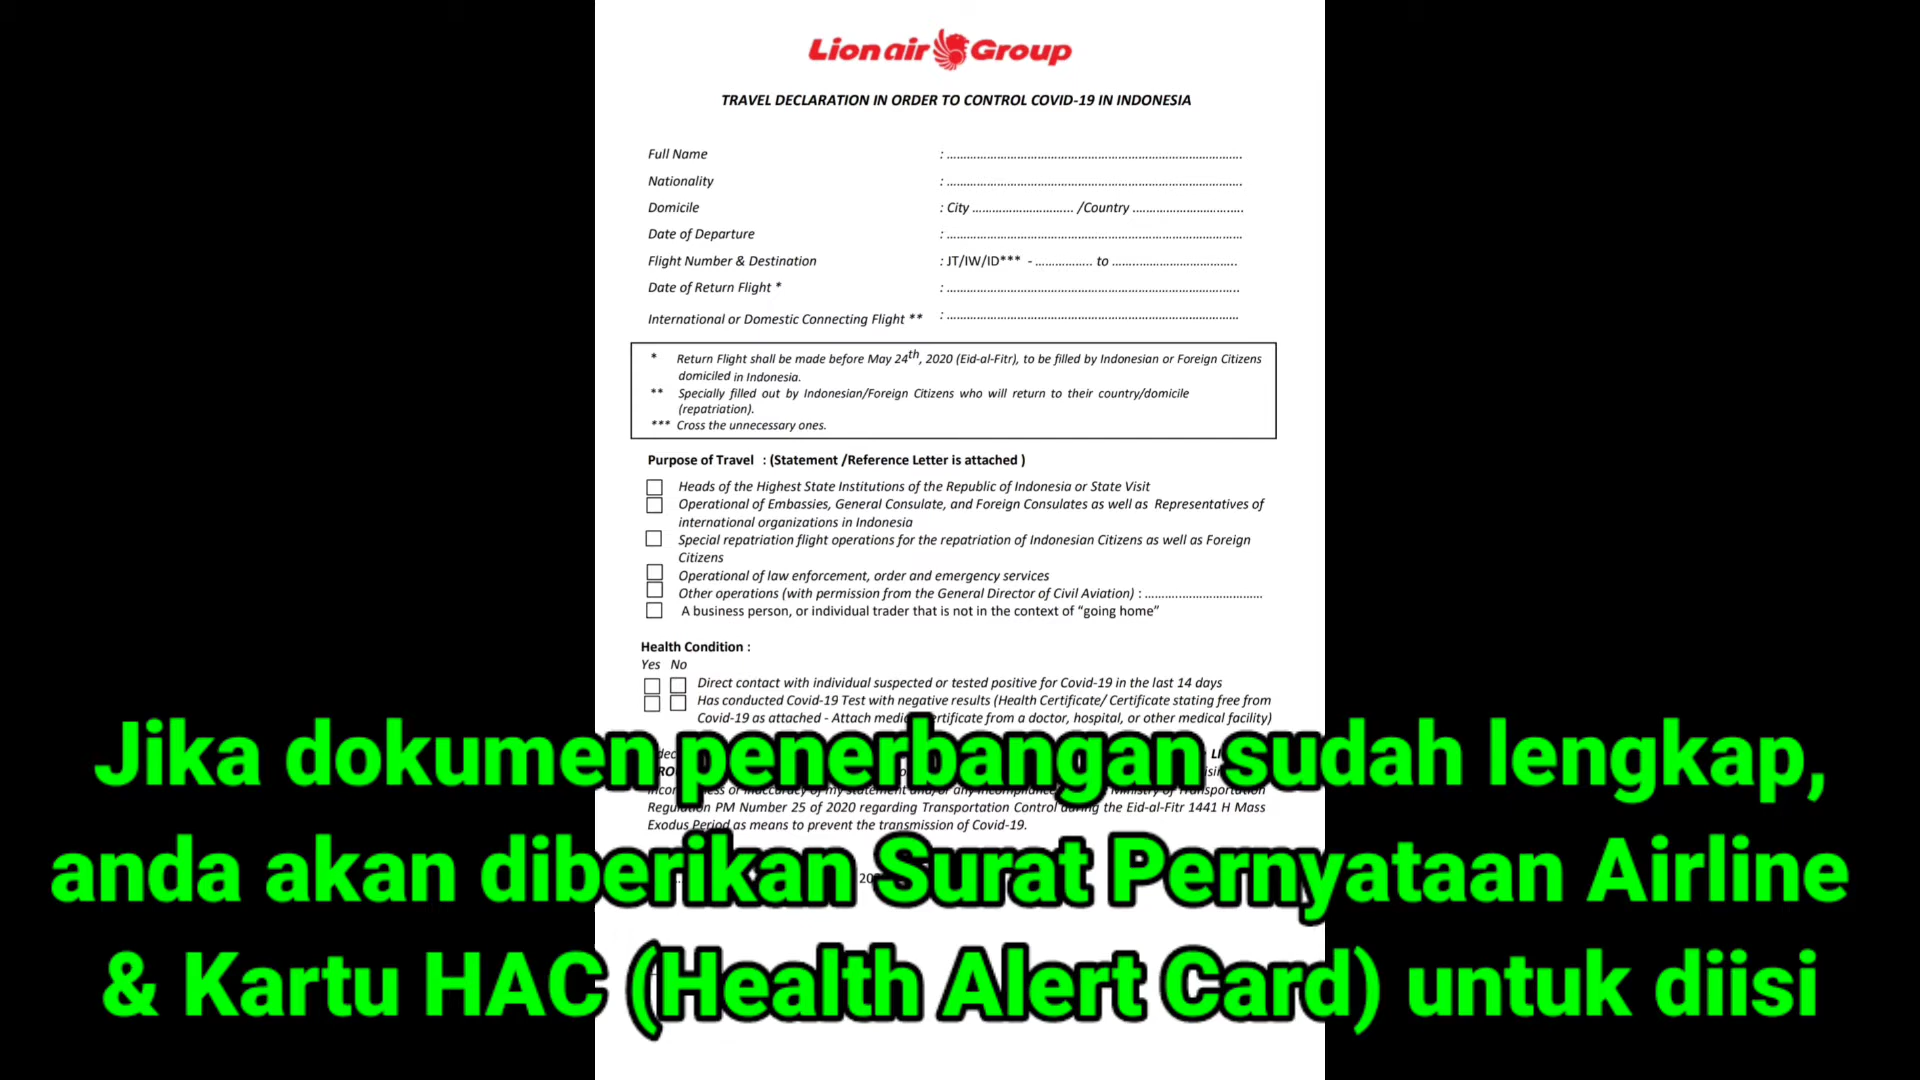 Lion air Group
TRAVEL DECLARATION IN ORDER TO CONTROL COVID-19 IN INDONESIA
Full Name : ....................
Nationality : ....................
Domicile : City .................... /Country ....................
Date of Departure : ....................
Flight Number & Destination : JT/IW/ID*** - .................... to ....................
Date of Return Flight * : ....................
International or Domestic Connecting Flight ** : ....................
* Return Flight shall be made before May 24th, 2020 (Eid-al-Fitr), to be filled by Indonesian or Foreign Citizens
domiciled in Indonesia.
** Specially filled out by Indonesian/Foreign Citizens who will return to their country/domicile
(repatriation).
*** Cross the unnecessary ones.
Purpose of Travel : (Statement /Reference Letter is attached )
Heads of the Highest State Institutions of the Republic of Indonesia or State Visit
Operational of Embassies, General Consulate, and Foreign Consulates as well as Representatives of
international organizations in Indonesia
Special repatriation flight operations for the repatriation of Indonesian Citizens as well as Foreign
Citizens
Operational of law enforcement, order and emergency services
Other operations (with permission from the General Director of Civil Aviation) : ....................
A business person, or individual trader that is not in the context of “going home”
Health Condition :
Yes No
Direct contact with individual suspected or tested positive for Covid-19 in the last 14 days
Has conducted Covid-19 Test with negative results (Health Certificate/ Certificate stating free from
Covid-19 as attached - Attach certificate from a doctor, hospital, or other medical facility)
Jika dokumen penerbangan sudah lengkap,
or my statement and/or any
PM Number 25 of 2020 regarding Transportation Control the Eid-al-Fitr 1441 H Mass
Exodus Period as means to prevent the transmission of Covid-19.
anda akan diberikan Surat Pernyataan Airline
& Kartu HAC (Health Alert Card) untuk diisi